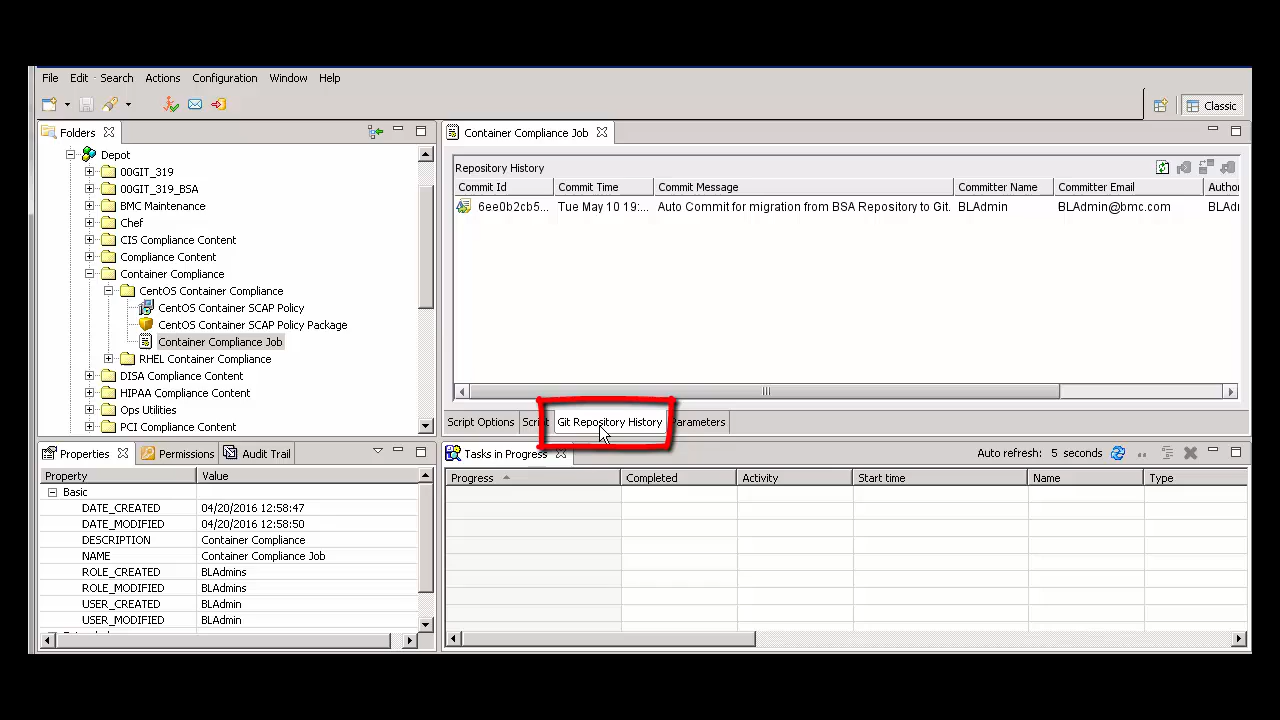 File Edit Search Actions Configuration Window Help
Classic
Folders
Depot
00GIT_319
00GIT_319_BSA
BMC Maintenance
Chef
CIS Compliance Content
Compliance Content
Container Compliance
CentOS Container Compliance
CentOS Container SCAP Policy
CentOS Container SCAP Policy Package
Container Compliance Job
RHEL Container Compliance
DISA Compliance Content
HIPAA Compliance Content
Ops Utilities
PCI Compliance Content
Container Compliance Job
Repository History
Commit Id Commit Time Commit Message Committer Name Committer Email Author
6ee0b2cb5... Tue May 10 19:... Auto Commit for migration from BSA Repository to Git. BLAdmin BLAdmin@bmc.com BLAdn
Script Options Script Git Repository History Parameters
Properties Permissions Audit Trail
Property Value
Basic
DATE_CREATED 04/20/2016 12:58:47
DATE_MODIFIED 04/20/2016 12:58:50
DESCRIPTION Container Compliance
NAME Container Compliance Job
ROLE_CREATED BLAdmins
ROLE_MODIFIED BLAdmins
USER_CREATED BLAdmin
USER_MODIFIED BLAdmin
Tasks in Progress Auto refresh: 5 seconds
Progress Completed Activity Start time Name Type